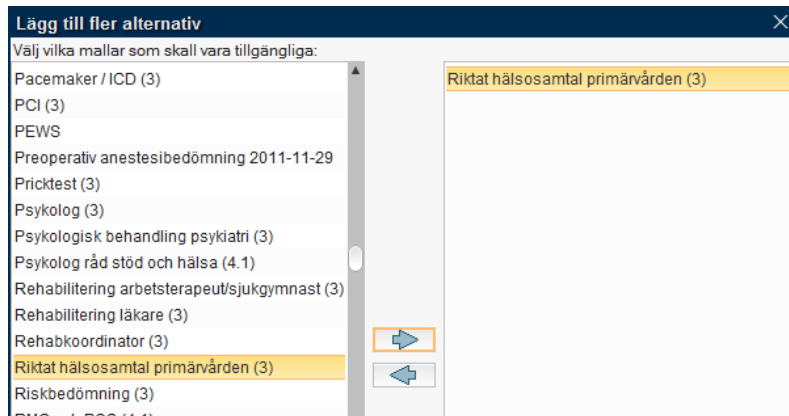 Lägg till fler alternativ
Välj vilka mallar som skall vara tillgängliga:
Pacemaker / ICD (3)
PCI (3)
PEWS
Preoperativ anestesibedömning 2011-11-29
Pricktest (3)
Psykolog (3)
Psykologisk behandling psykiatri (3)
Psykolog råd stöd och hälsa (4.1)
Rehabilitering arbetsterapeut/sjukgymnast (3)
Rehabilitering läkare (3)
Rehabkoordinator (3)
Riktat hälsosamtal primärvården (3)
Riskbedömning (3)
Riktat hälsosamtal primärvården (3)